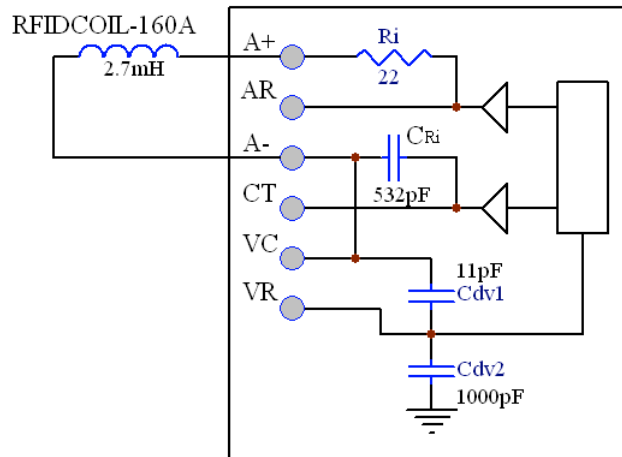 RFIDCOIL-160A
2.7mH
A+
Ri
22
AR
A-
CRi
532pF
CT
VC
11pF
Cdv1
VR
Cdv2
1000pF